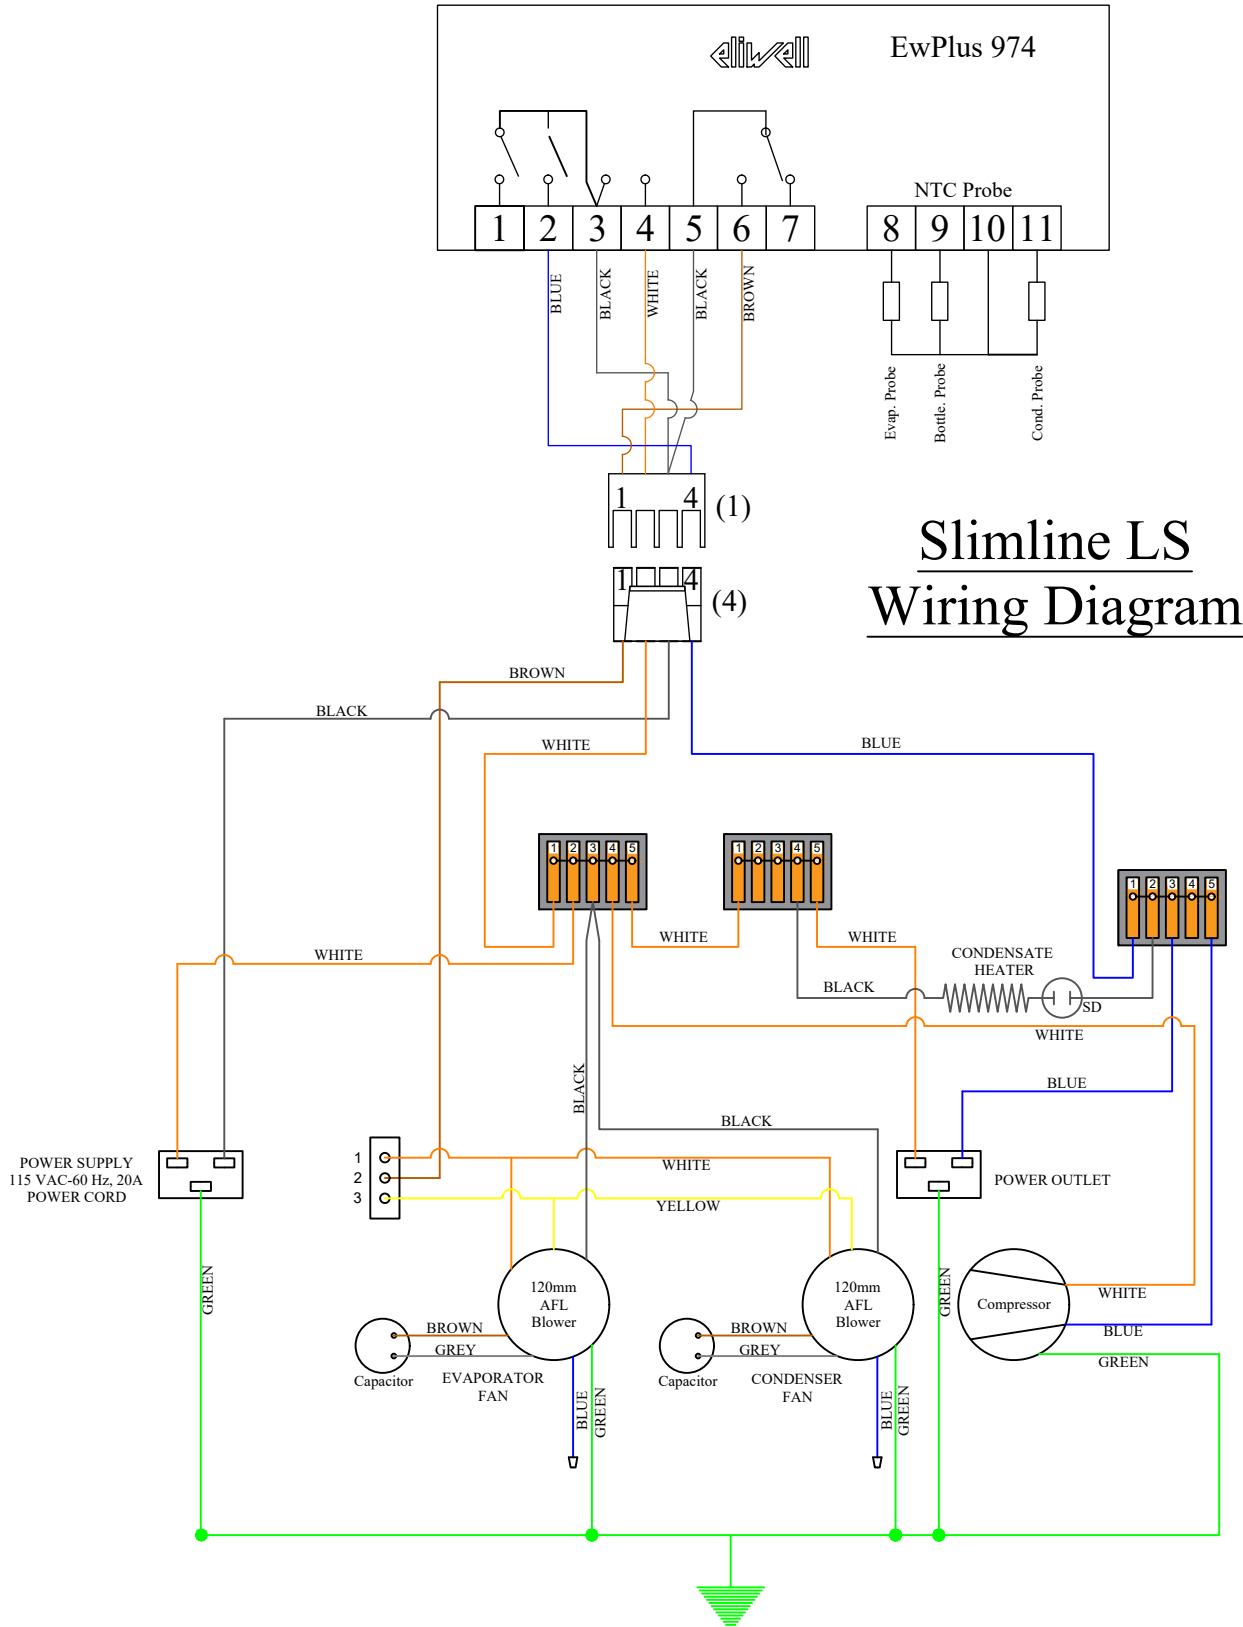 eliwell
EwPlus 974
NTC Probe
1 2 3 4 5 6 7
8 9 10 11
BLUE
BLACK
WHITE
BLACK
BROWN
Evap. Probe
Bottle. Probe
Cond. Probe
1 4 (1)
1 4 (4)
Slimline LS
Wiring Diagram
BROWN
BLACK
WHITE
BLUE
1 2 3 4 5
1 2 3 4 5
1 2 3 4 5
WHITE
WHITE
WHITE
CONDENSATE
HEATER
BLACK
SD
WHITE
BLACK
BLUE
BLACK
POWER SUPPLY
115 VAC-60 Hz, 20A
POWER CORD
1
2
3
WHITE
YELLOW
POWER OUTLET
GREEN
120mm
AFL
Blower
120mm
AFL
Blower
GREEN
Compressor
WHITE
BLUE
GREEN
BROWN
GREY
Capacitor
EVAPORATOR
FAN
BLUE
GREEN
BROWN
GREY
Capacitor
CONDENSER
FAN
BLUE
GREEN